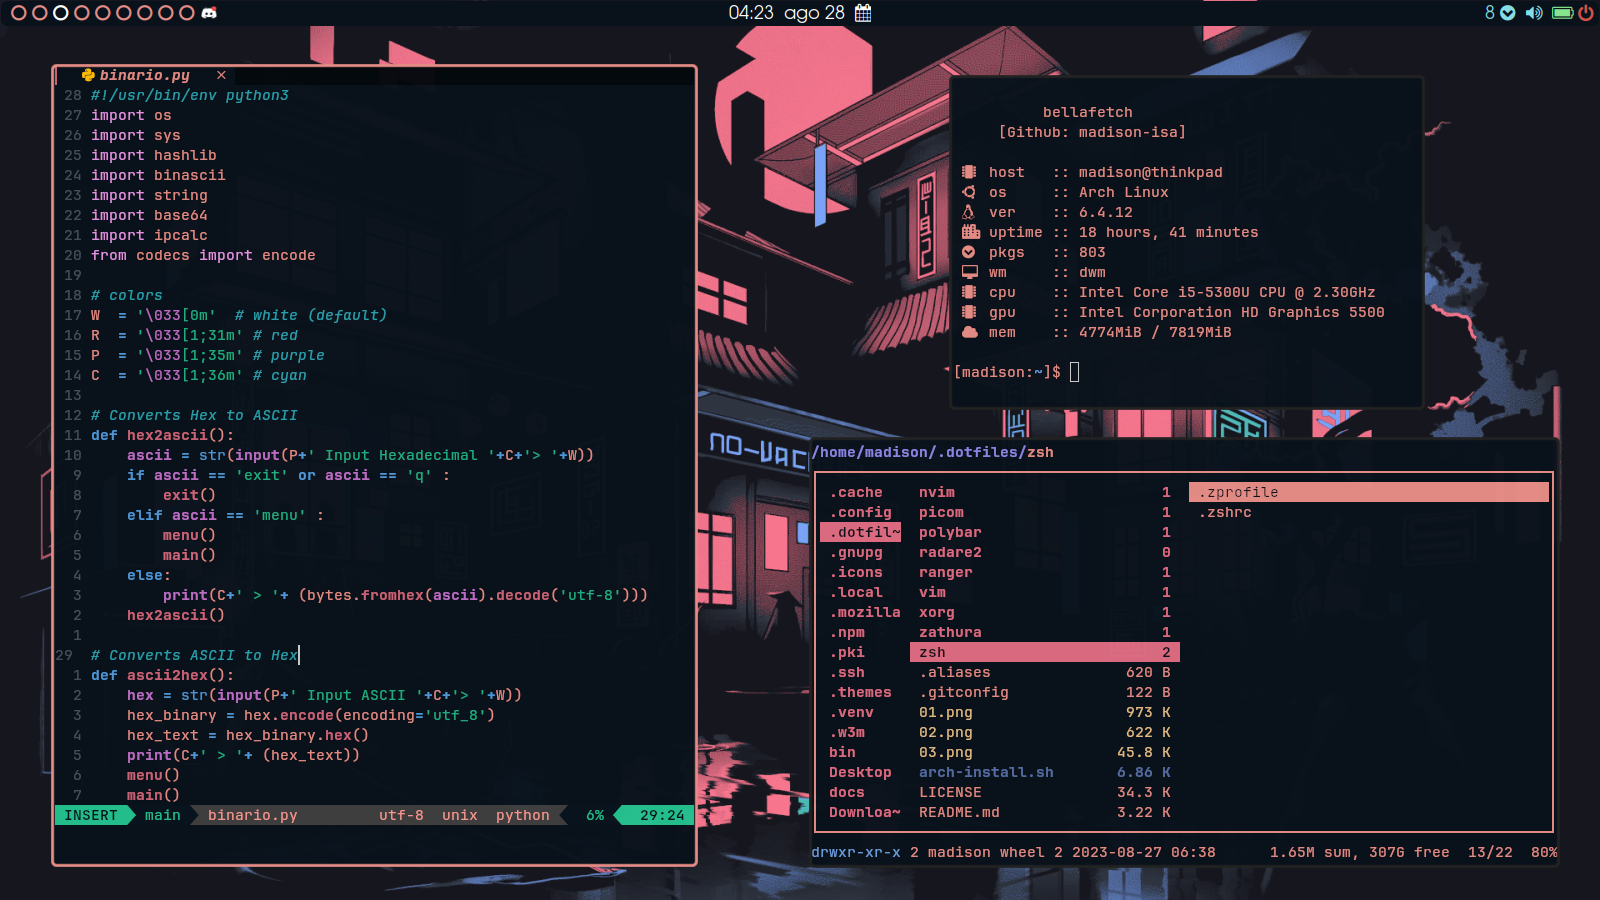 04:23 ago 28
8
binario.py ×
28 #!/usr/bin/env python3
27 import os
26 import sys
25 import hashlib
24 import binascii
23 import string
22 import base64
21 import ipcalc
20 from codecs import encode
19
18 # colors
17 W  = '\033[0m'  # white (default)
16 R  = '\033[1;31m' # red
15 P  = '\033[1;35m' # purple
14 C  = '\033[1;36m' # cyan
13
12 # Converts Hex to ASCII
11 def hex2ascii():
10     ascii = str(input(P+' Input Hexadecimal '+C+'> '+W))
9     if ascii == 'exit' or ascii == 'q' :
8         exit()
7     elif ascii == 'menu' :
6         menu()
5         main()
4     else:
3         print(C+' > '+ (bytes.fromhex(ascii).decode('utf-8')))
2     hex2ascii()
1
29 # Converts ASCII to Hex
1 def ascii2hex():
2     hex = str(input(P+' Input ASCII '+C+'> '+W))
3     hex_binary = hex.encode(encoding='utf_8')
4     hex_text = hex_binary.hex()
5     print(C+' > '+ (hex_text))
6     menu()
7     main()
INSERT main binario.py utf-8 unix python 6% 29:24
bellafetch
[Github: madison-isa]
host :: madison@thinkpad
os :: Arch Linux
ver :: 6.4.12
uptime :: 18 hours, 41 minutes
pkgs :: 803
wm :: dwm
cpu :: Intel Core i5-5300U CPU @ 2.30GHz
gpu :: Intel Corporation HD Graphics 5500
mem :: 4774MiB / 7819MiB
[madison:~]$
NO-VAC
/home/madison/.dotfiles/zsh
.cache nvim 1 .zprofile
.config picom 1 .zshrc
.dotfil~ polybar 1
.gnupg radare2 0
.icons ranger 1
.local vim 1
.mozilla xorg 1
.npm zathura 1
.pki zsh 2
.ssh .aliases 620 B
.themes .gitconfig 122 B
.venv 01.png 973 K
.w3m 02.png 622 K
bin 03.png 45.8 K
Desktop arch-install.sh 6.86 K
docs LICENSE 34.3 K
Downloa~ README.md 3.22 K
drwxr-xr-x 2 madison wheel 2 2023-08-27 06:38 1.65M sum, 307G free 13/22 80%